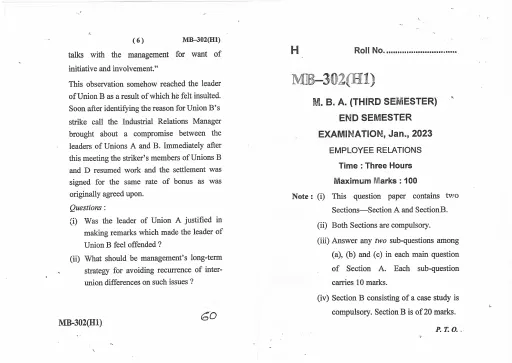 ( 6 ) MB–302(H1)
talks with the management for want of
initiative and involvement."
This observation somehow reached the leader
of Union B as a result of which he felt insulted.
Soon after identifying the reason for Union B's
strike call the Industrial Relations Manager
brought about a compromise between the
leaders of Unions A and B. Immediately after
this meeting the striker's members of Unions B
and D resumed work and the settlement was
signed for the same rate of bonus as was
originally agreed upon.
Questions :
(i) Was the leader of Union A justified in
making remarks which made the leader of
Union B feel offended ?
(ii) What should be management's long-term
strategy for avoiding recurrence of inter-
union differences on such issues ?
MB–302(H1)
60
H Roll No. ................................
MB–302(H1)
M. B. A. (THIRD SEMESTER)
END SEMESTER
EXAMINATION, Jan., 2023
EMPLOYEE RELATIONS
Time : Three Hours
Maximum Marks : 100
Note : (i) This question paper contains two
Sections—Section A and Section B.
(ii) Both Sections are compulsory.
(iii) Answer any two sub-questions among
(a), (b) and (c) in each main question
of Section A. Each sub-question
carries 10 marks.
(iv) Section B consisting of a case study is
compulsory. Section B is of 20 marks.
P. T. O.